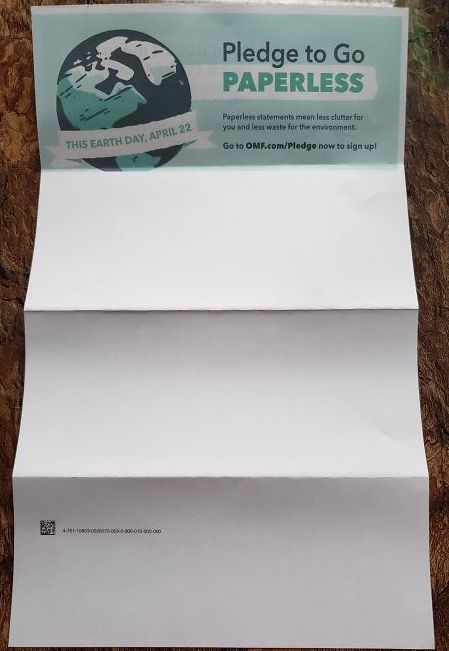 Pledge to Go
PAPERLESS
Paperless statements mean less clutter for
you and less waste for the environment.
Go to OMF.com/Pledge now to sign up!
THIS EARTH DAY, APRIL 22